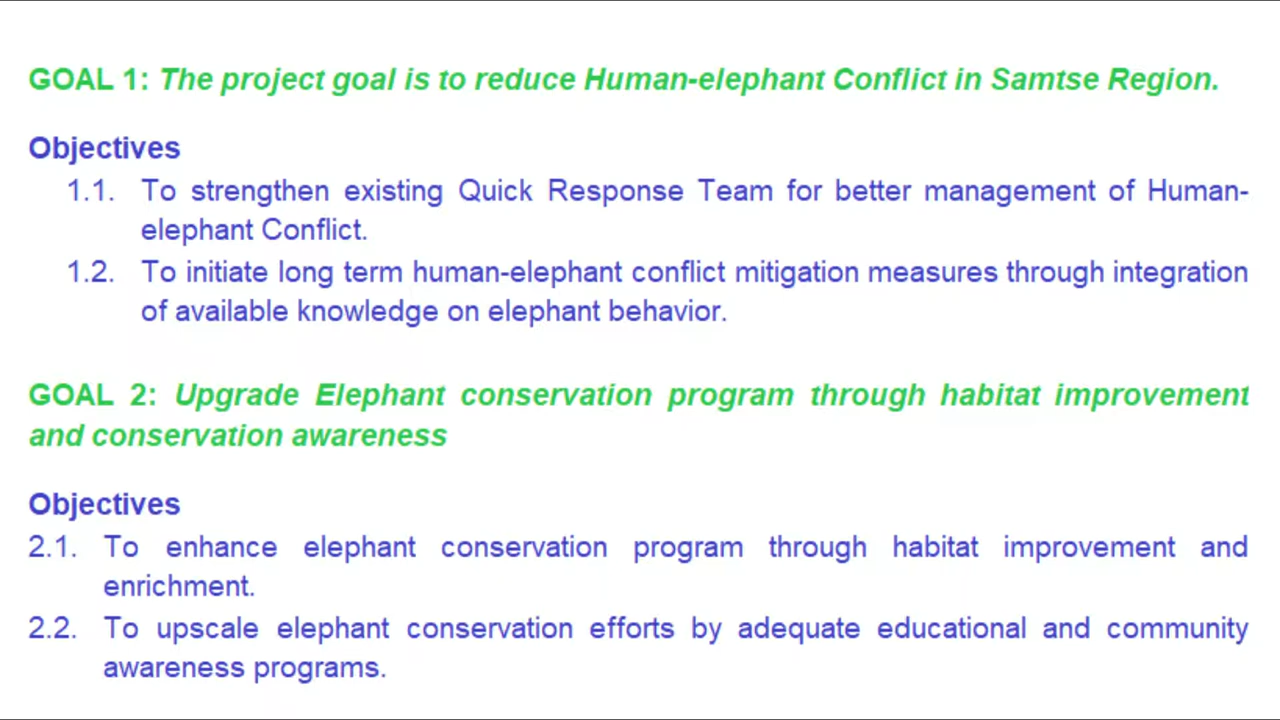 GOAL 1: The project goal is to reduce Human-elephant Conflict in Samtse Region.
Objectives
1.1. To strengthen existing Quick Response Team for better management of Human-
elephant Conflict.
1.2. To initiate long term human-elephant conflict mitigation measures through integration
of available knowledge on elephant behavior.
GOAL 2: Upgrade Elephant conservation program through habitat improvement
and conservation awareness
Objectives
2.1. To enhance elephant conservation program through habitat improvement and
enrichment.
2.2. To upscale elephant conservation efforts by adequate educational and community
awareness programs.